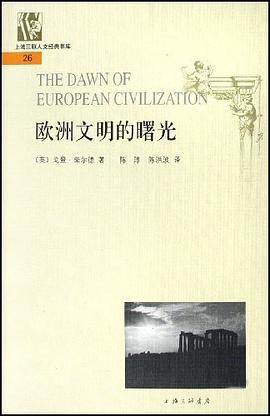 上海三联人文经典书库
26
THE DAWN OF
EUROPEAN CIVILIZATION
欧洲文明的曙光
(英) 戈登·柴尔德 著 陈淳 陈洪波 译
上海三联书店